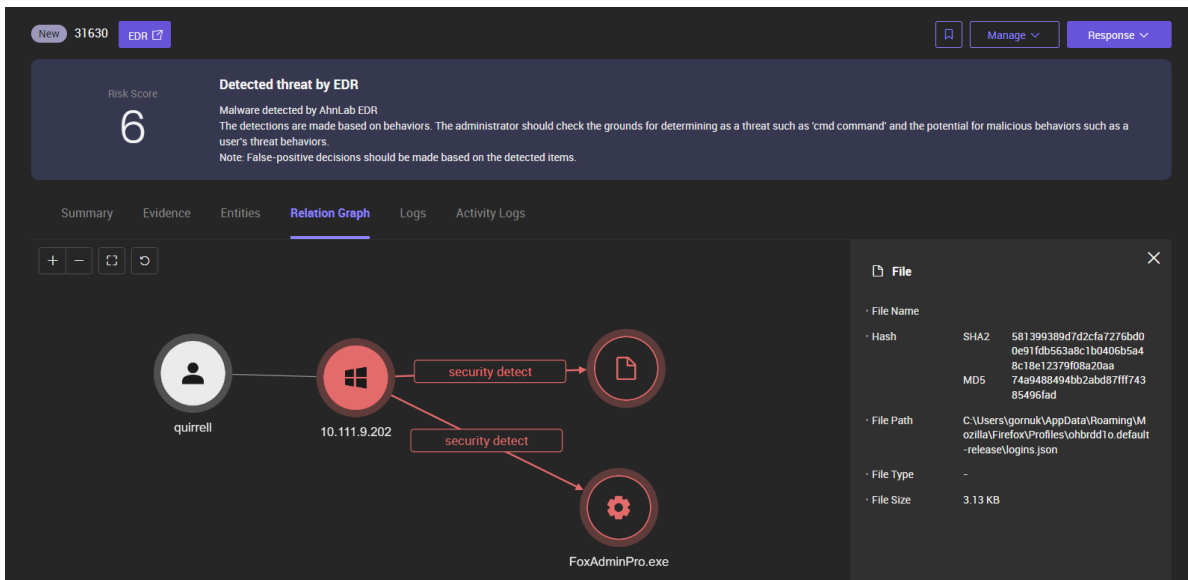 New 31630 EDR
Manage
Response
Risk Score
6
Detected threat by EDR
Malware detected by AhnLab EDR
The detections are made based on behaviors. The administrator should check the grounds for determining as a threat such as 'cmd command' and the potential for malicious behaviors such as a
user's threat behaviors.
Note: False-positive decisions should be made based on the detected items.
Summary Evidence Entities Relation Graph Logs Activity Logs
quirrell
10.111.9.202
security detect
security detect
FoxAdminPro.exe
File
· File Name
· Hash SHA2 581399389d7d2cfa7276bd0
0e91fdb563a8c1b0406b5a4
8c18e12379f08a20aa
MD5 74a9488494bb2abd87fff743
85496fad
· File Path C:\Users\gornuk\AppData\Roaming\M
ozilla\Firefox\Profiles\ohbrdd1o.default
-release\logins.json
· File Type -
· File Size 3.13 KB